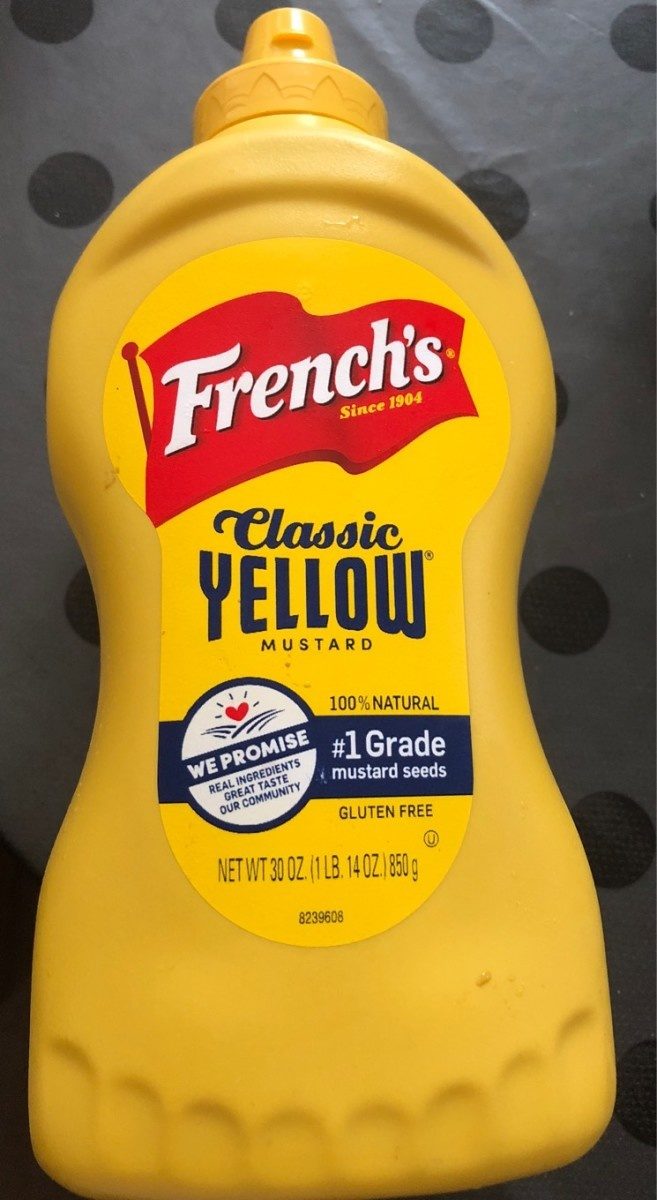 French's®
Since 1904
Classic
YELLOW®
MUSTARD
100% NATURAL
WE PROMISE
REAL INGREDIENTS
GREAT TASTE
OUR COMMUNITY
#1 Grade
mustard seeds
GLUTEN FREE
U
NET WT 30 OZ. (1 LB. 14 OZ.) 850 g
8239608